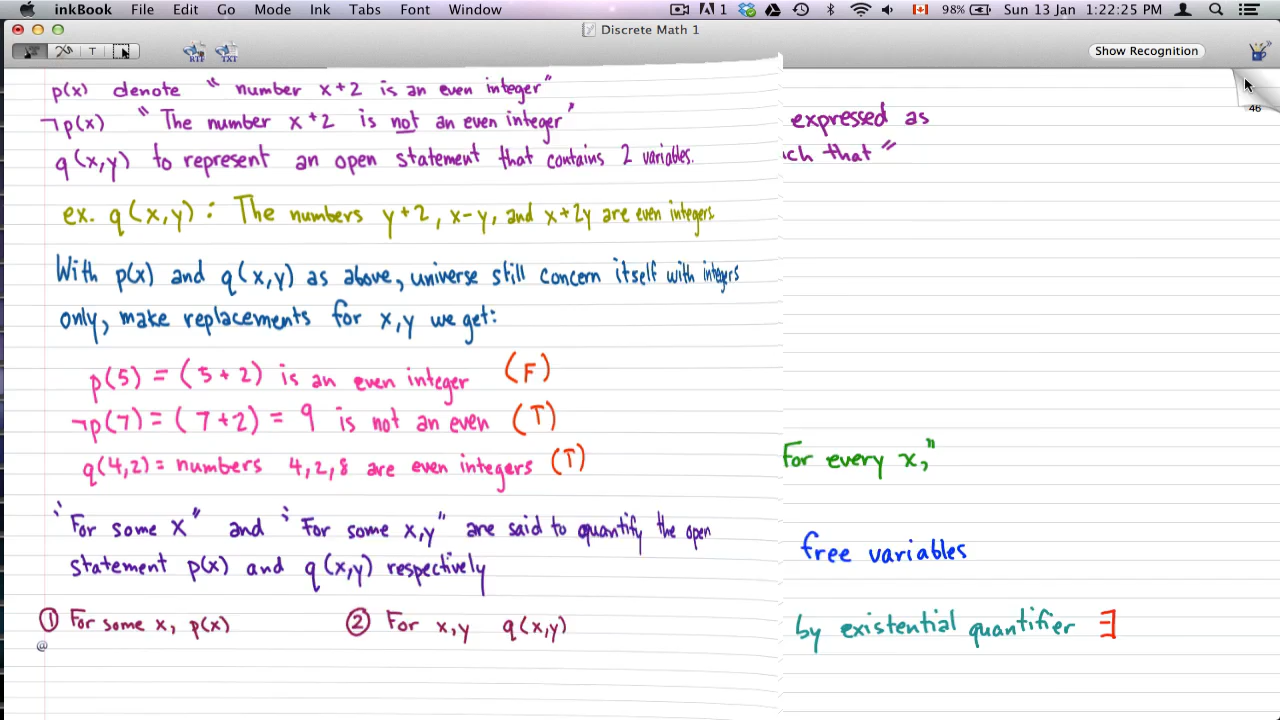 inkBook File Edit Go Mode Ink Tabs Font Window 1 98% Sun 13 Jan 1:22:25 PM
Discrete Math 1
T RTF TXT Show Recognition
46
p(x) denote " number x+2 is an even integer"
¬p(x) " The number x+2 is not an even integer"
q(x,y) to represent an open statement that contains 2 variables.
ex. q(x,y) : The numbers y+2, x-y, and x+2y are even integers.
With p(x) and q(x,y) as above, universe still concern itself with integers
only, make replacements for x,y we get:
p(5) = (5+2) is an even integer (F)
¬p(7) = (7+2) = 9 is not an even (T)
q(4,2) = numbers 4,2,8 are even integers (T)
"For some X" and "For some x,y" are said to quantify the open
statement p(x) and q(x,y) respectively
① For some x, p(x) ② For x,y q(x,y)
@
expressed as
uch that "
For every x,"
free variables
by existential quantifier ∃